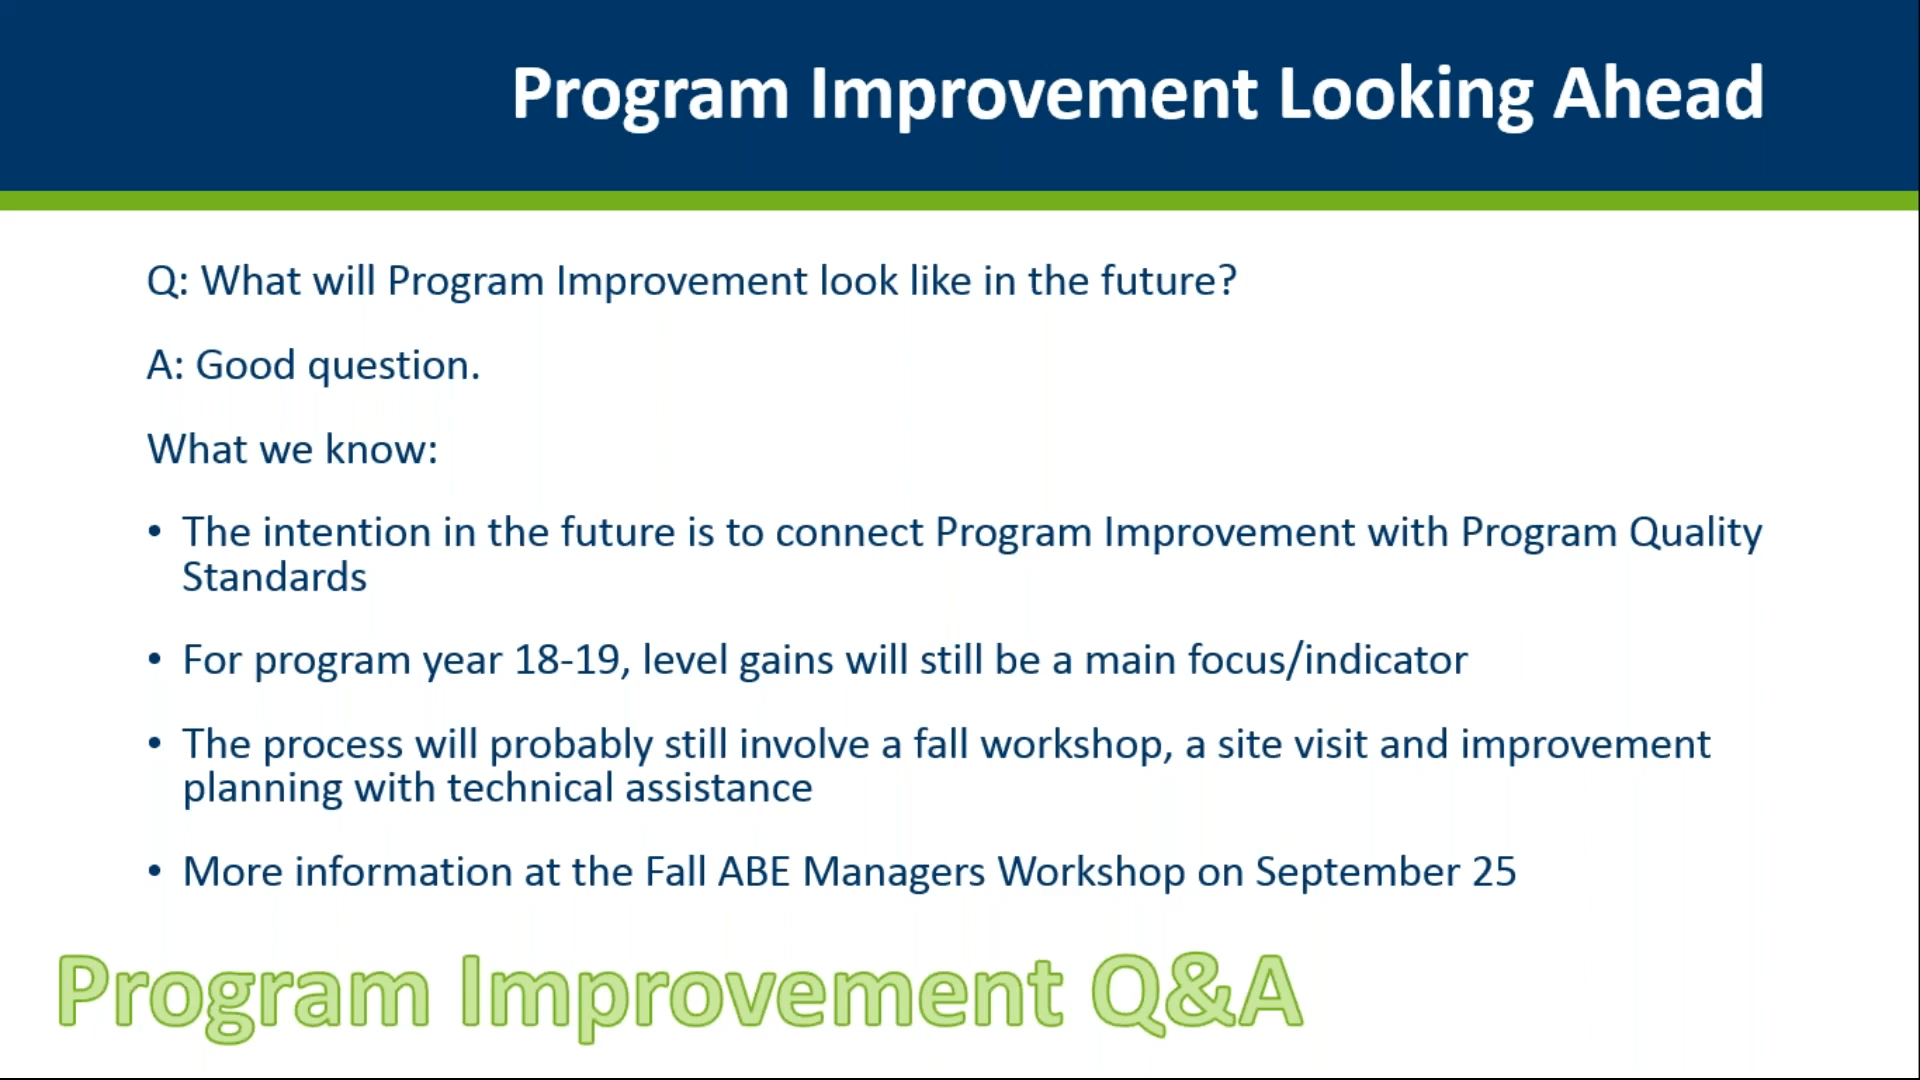 Program Improvement Looking Ahead
Q: What will Program Improvement look like in the future?
A: Good question.
What we know:
• The intention in the future is to connect Program Improvement with Program Quality
Standards
• For program year 18-19, level gains will still be a main focus/indicator
• The process will probably still involve a fall workshop, a site visit and improvement
planning with technical assistance
• More information at the Fall ABE Managers Workshop on September 25
Program Improvement Q&A